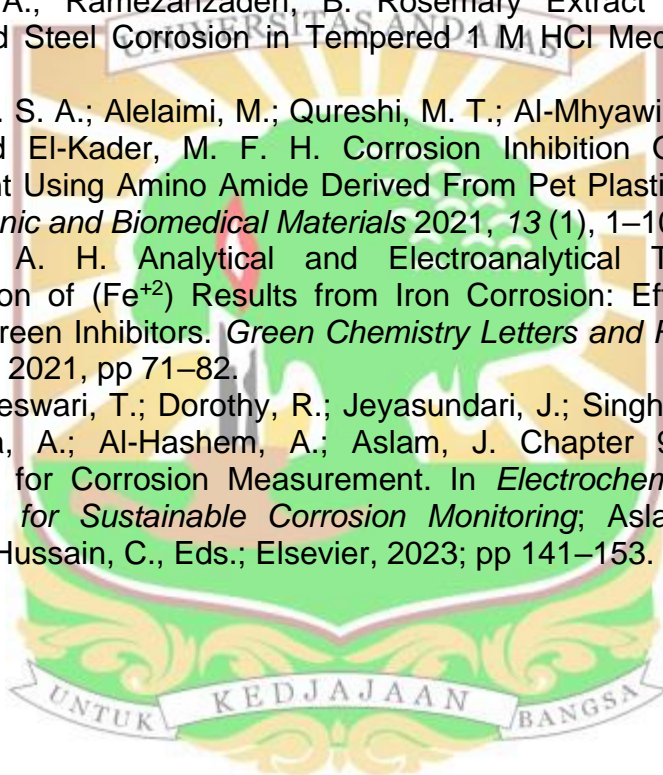 A.; Ramezanzadeh, B. Rosemary Extract
d Steel Corrosion in Tempered 1 M HCl Med
UNIVERSITAS ANDALAS
. S. A.; Alelaimi, M.; Qureshi, M. T.; Al-Mhyawi
d El-Kader, M. F. H. Corrosion Inhibition
nt Using Amino Amide Derived From Pet Plasti
nic and Biomedical Materials 2021, 13 (1), 1–10
A. H. Analytical and Electroanalytical T
on of (Fe+2) Results from Iron Corrosion: Ef
reen Inhibitors. Green Chemistry Letters and
2021, pp 71–82.
eswari, T.; Dorothy, R.; Jeyasundari, J.; Singh
a, A.; Al-Hashem, A.; Aslam, J. Chapter 9
for Corrosion Measurement. In Electrochem
for Sustainable Corrosion Monitoring; Asla
Hussain, C., Eds.; Elsevier, 2023; pp 141–153.
UNTUK KEDJAJAAN BANGSA